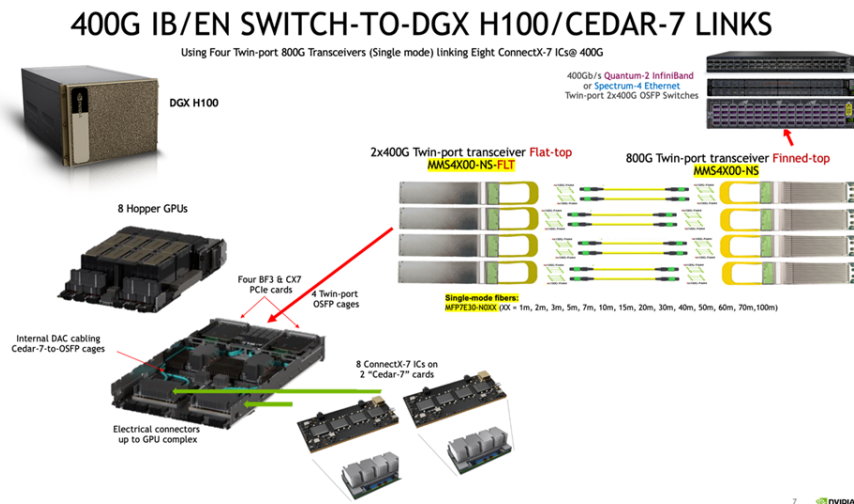 400G IB/EN SWITCH-TO-DGX H100/CEDAR-7 LINKS
Using Four Twin-port 800G Transceivers (Single mode) linking Eight ConnectX-7 ICs@ 400G
400Gb/s Quantum-2 InfiniBand
or Spectrum-4 Ethernet
Twin-port 2x400G OSFP Switches
DGX H100
2x400G Twin-port transceiver Flat-top
MMS4X00-NS-FLT
800G Twin-port transceiver Finned-top
MMS4X00-NS
8 Hopper GPUs
Four BF3 & CX7
PCIe cards
4 Twin-port
OSFP cages
Single-mode fibers:
MFP7E30-N0XX (XX = 1m, 2m, 3m, 5m, 7m, 10m, 15m, 20m, 30m, 40m, 50m, 60m, 70m,100m)
Internal DAC cabling
Cedar-7-to-OSFP cages
8 ConnectX-7 ICs on
2 “Cedar-7” cards
Electrical connectors
up to GPU complex
7
NVIDIA